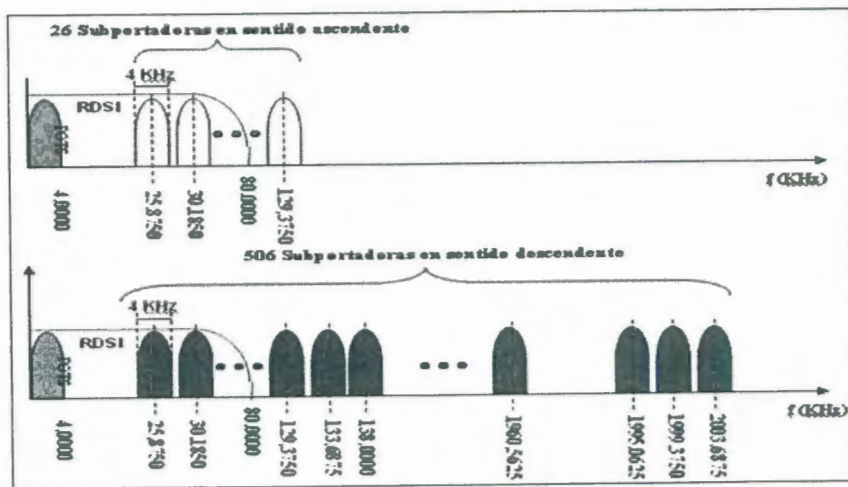 26 Subportadoras en sentido ascendente
4 KHz
RDSI
POTS
f (KHz)
4,0000
25,8750
30,1850
80,0000
129,3750
506 Subportadoras en sentido descendente
4 KHz
RDSI
POTS
f (KHz)
4,0000
25,8750
30,1850
80,0000
129,3750
133,6875
138,0000
1960,5625
1995,0625
1999,3750
2003,6875